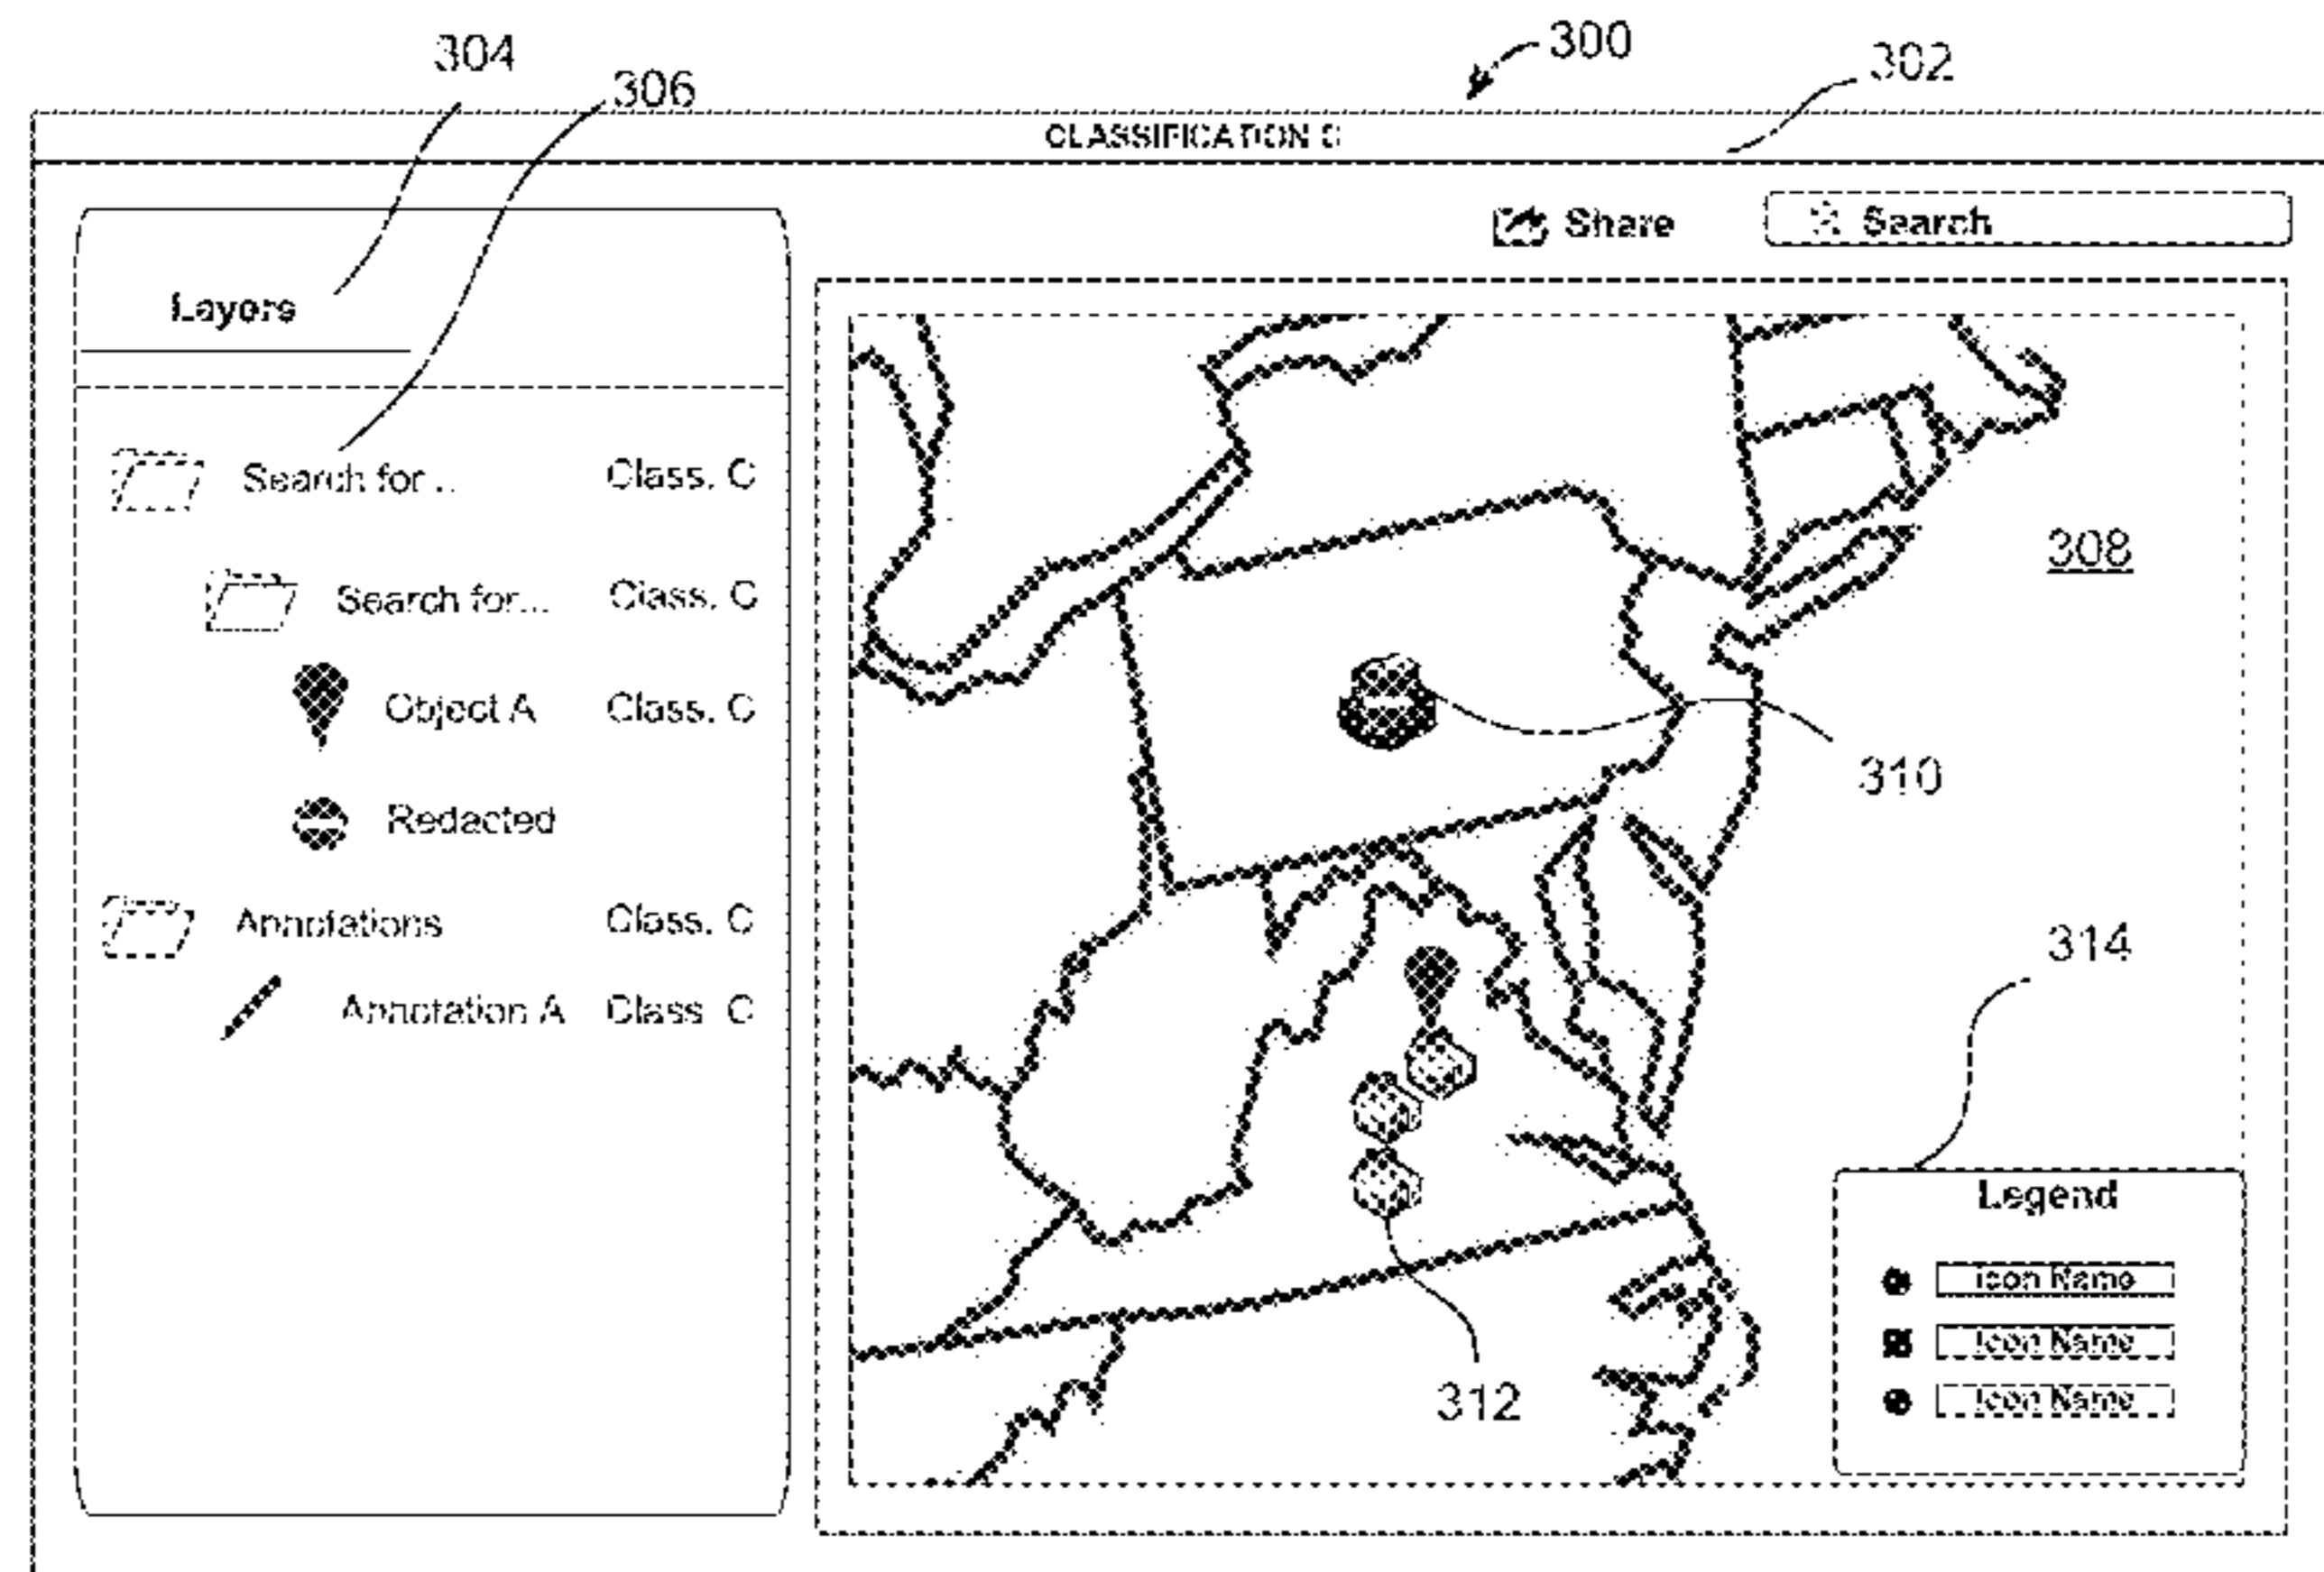 304
306
300
302
CLASSIFICATION C
Share
Search
Layers
Search for...
Class. C
Search for...
Class. C
Object A
Class. C
Redacted
Annotations
Class. C
Annotation A
Class. C
308
310
314
312
Legend
Icon Name
Icon Name
Icon Name